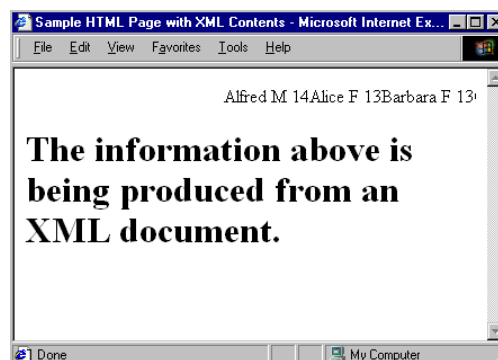 Sample HTML Page with XML Contents - Microsoft Internet Ex...
File Edit View Favorites Tools Help
Alfred M 14Alice F 13Barbara F 13
The information above is
being produced from an
XML document.
Done My Computer